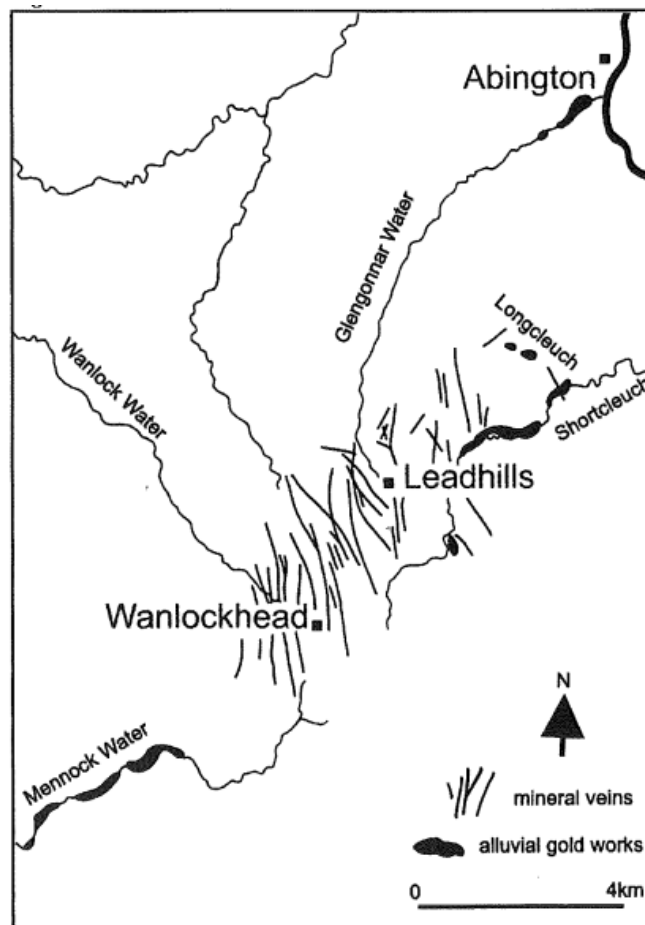 Abington
Glengonnar Water
Longcleuch
Wanlock Water
Shortcleuch
Leadhills
Wanlockhead
N
Mennock Water
mineral veins
alluvial gold works
0 4km